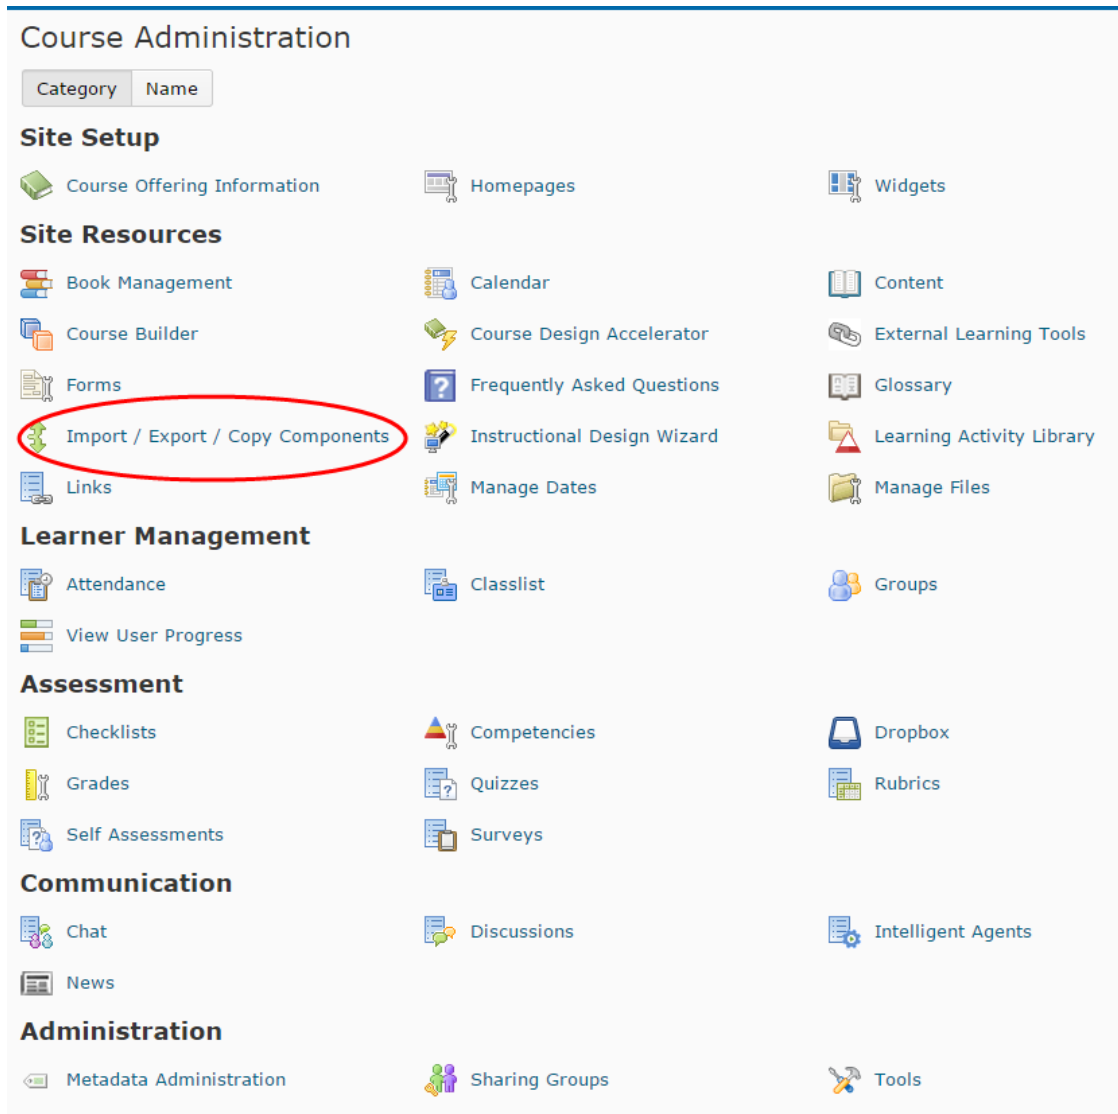 Course Administration
Category Name
Site Setup
Course Offering Information Homepages Widgets
Site Resources
Book Management Calendar Content
Course Builder Course Design Accelerator External Learning Tools
Forms Frequently Asked Questions Glossary
Import / Export / Copy Components Instructional Design Wizard Learning Activity Library
Links Manage Dates Manage Files
Learner Management
Attendance Classlist Groups
View User Progress
Assessment
Checklists Competencies Dropbox
Grades Quizzes Rubrics
Self Assessments Surveys
Communication
Chat Discussions Intelligent Agents
News
Administration
Metadata Administration Sharing Groups Tools